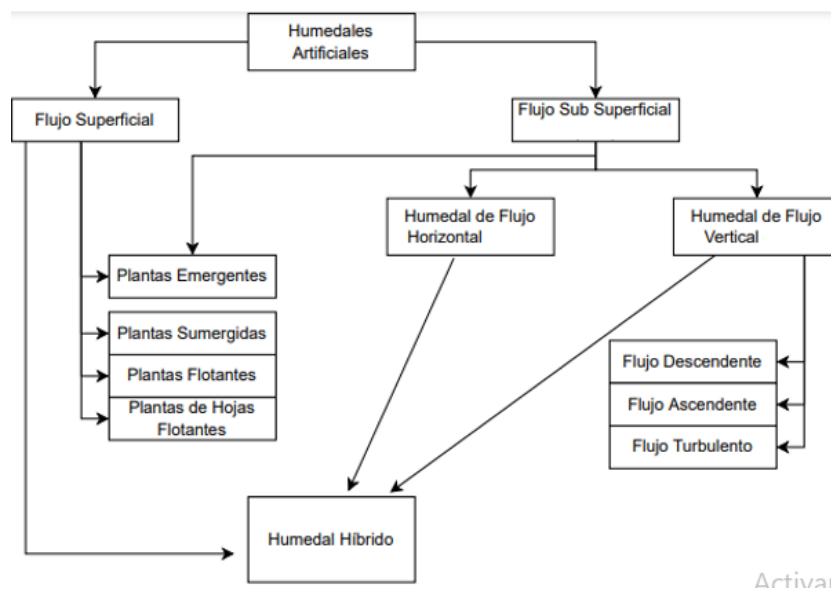 Humedales
Artificiales
Flujo Superficial
Flujo Sub Superficial
Humedal de Flujo
Horizontal
Humedal de Flujo
Vertical
Plantas Emergentes
Plantas Sumergidas
Plantas Flotantes
Plantas de Hojas
Flotantes
Flujo Descendente
Flujo Ascendente
Flujo Turbulento
Humedal Híbrido
Activar